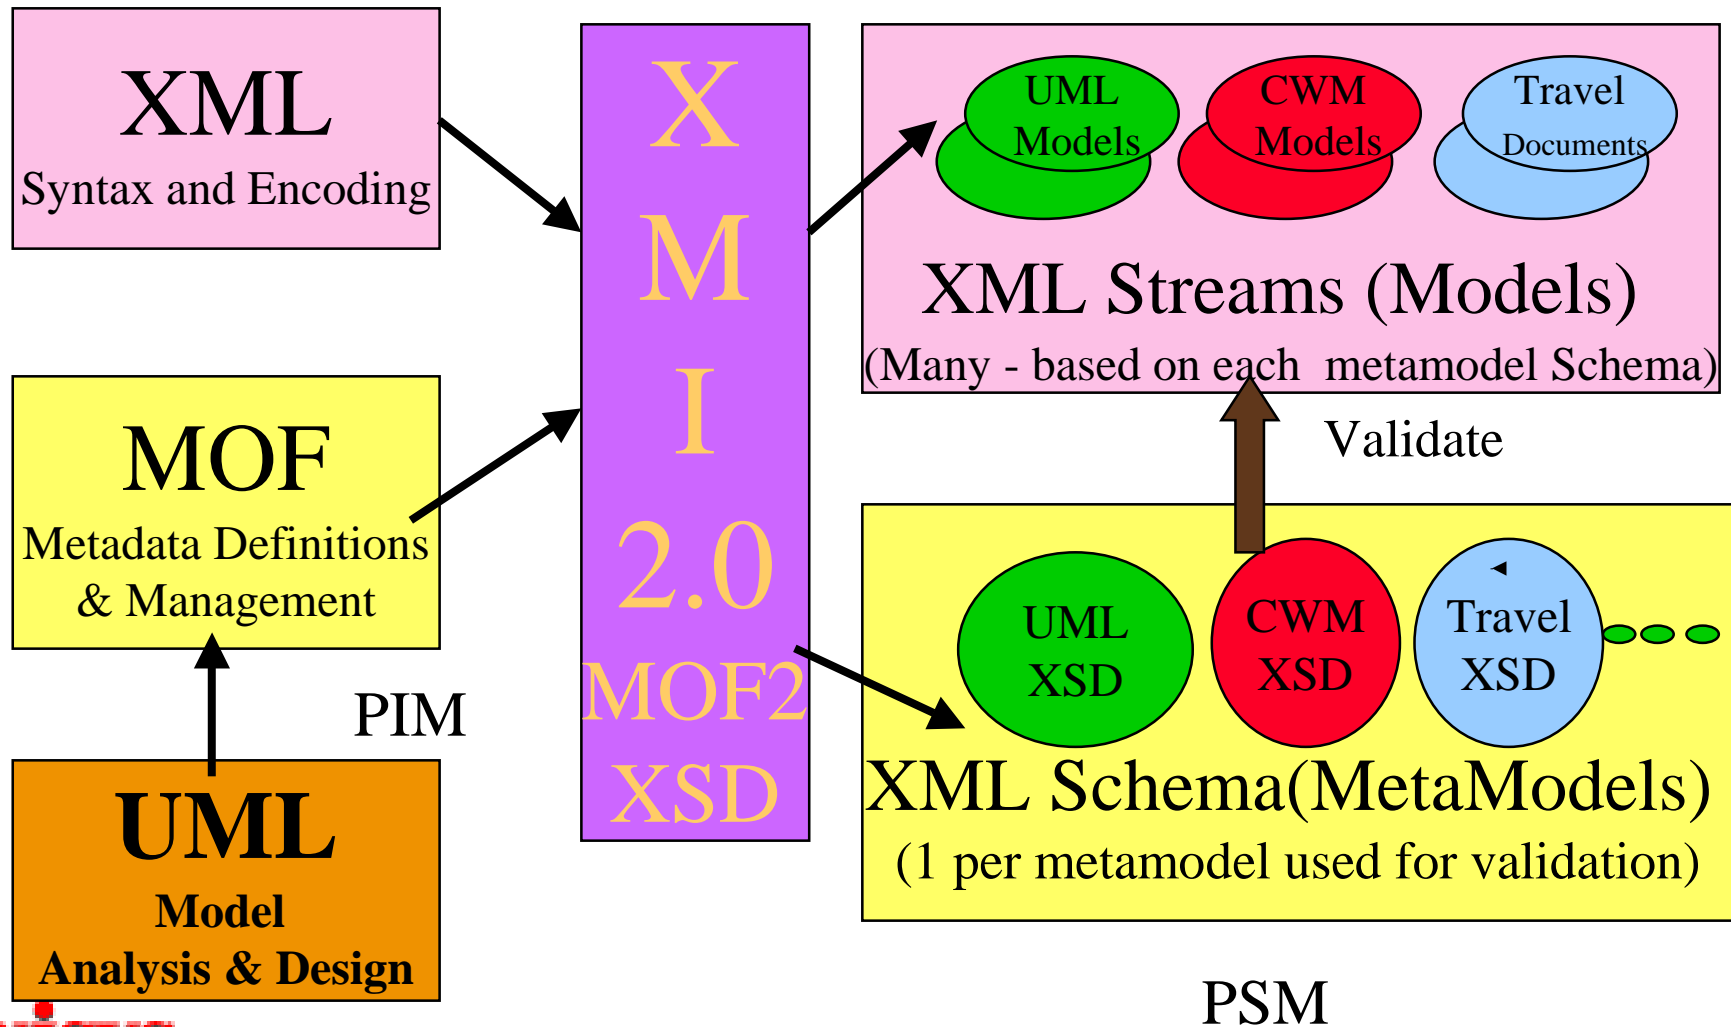 XML
Syntax and Encoding
MOF
Metadata Definitions
& Management
PIM
UML
Model
Analysis & Design
X
M
I
2.0
MOF2
XSD
UML
Models
CWM
Models
Travel
Documents
XML Streams (Models)
(Many - based on each metamodel Schema)
Validate
UML
XSD
CWM
XSD
Travel
XSD
XML Schema(MetaModels)
(1 per metamodel used for validation)
PSM